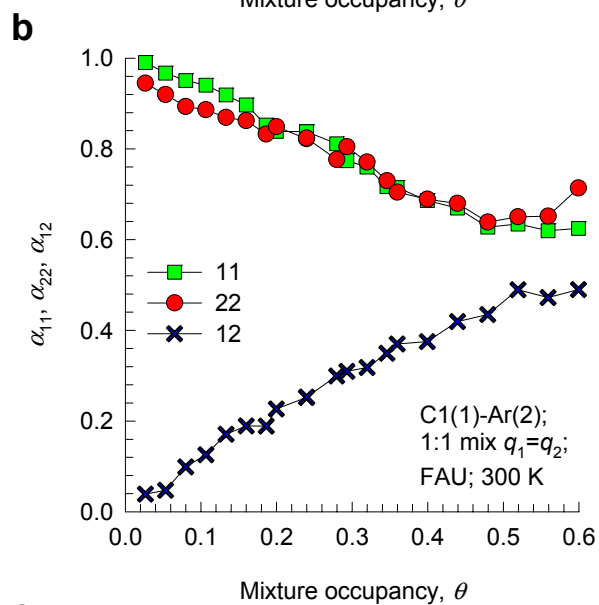 Mixture occupancy, θ
b
1.0
0.8
0.6
0.4
0.2
0.0
α11, α22, α12
11
22
12
C1(1)-Ar(2);
1:1 mix q1=q2;
FAU; 300 K
0.0 0.1 0.2 0.3 0.4 0.5 0.6
Mixture occupancy, θ